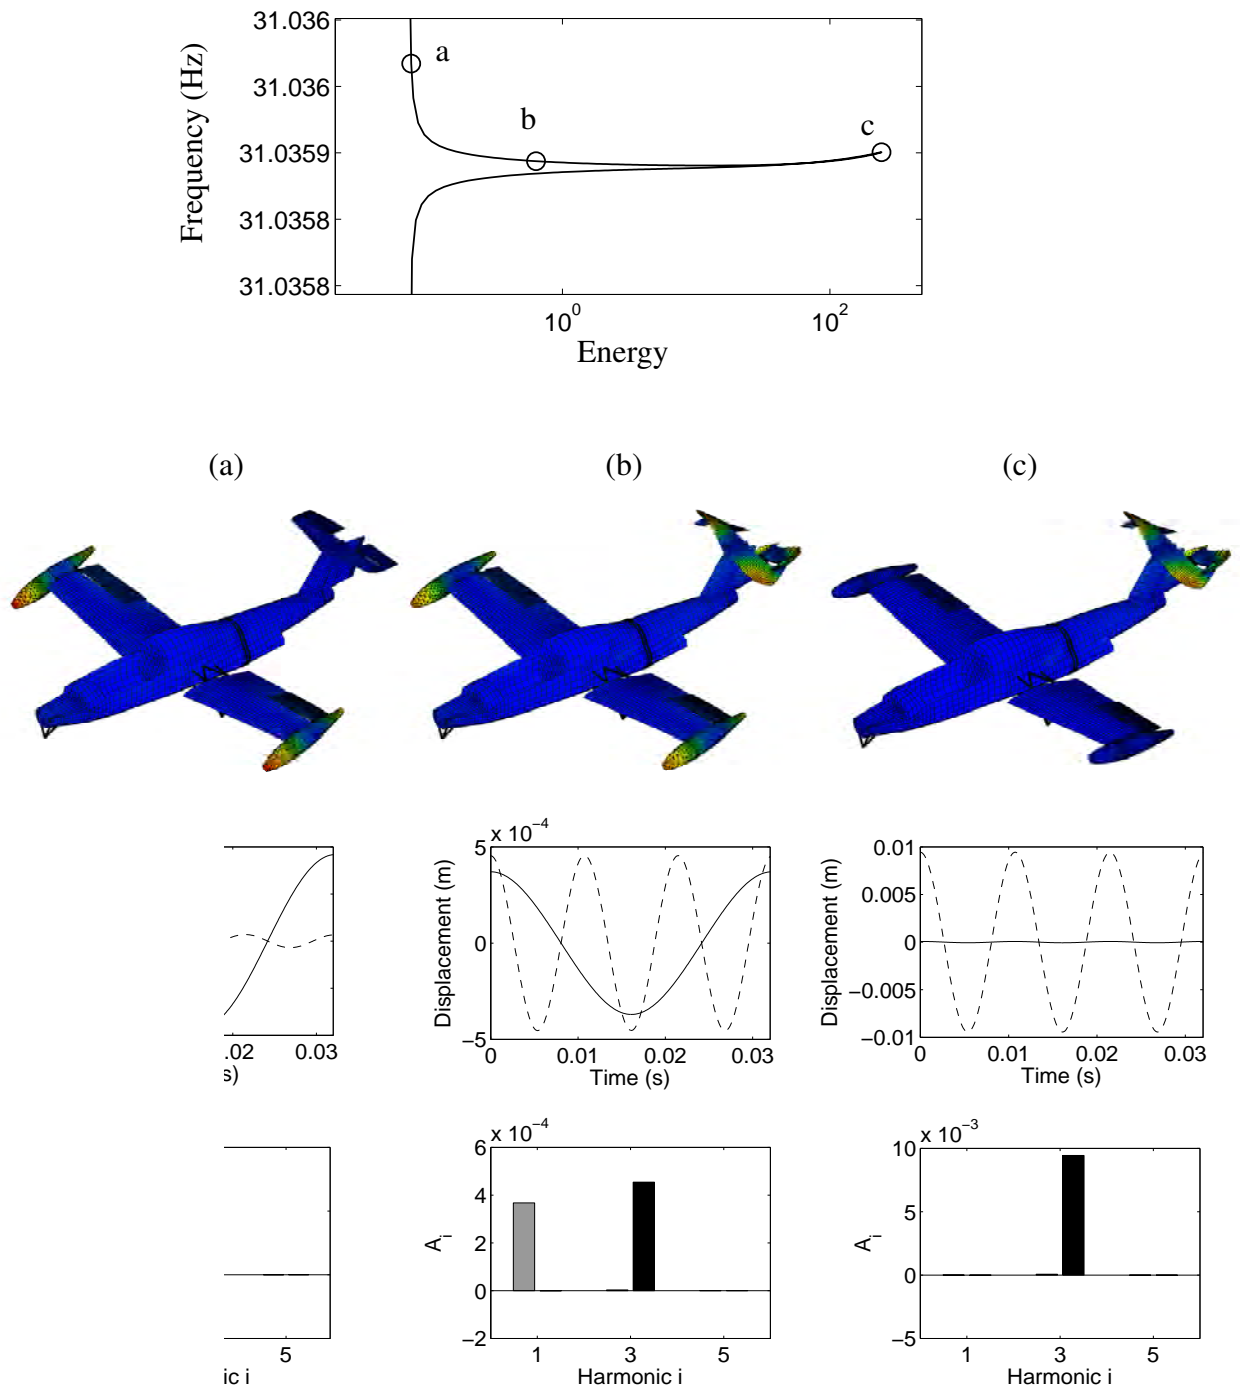 31.036
31.036
31.0359
31.0358
31.0358
Frequency (Hz)
a
b
c
10^0
10^2
Energy
(a)
(b)
(c)
.02
0.03
s)
x 10^−4
5
0
−5
Displacement (m)
0
0.01
0.02
0.03
Time (s)
0.01
0.005
0
−0.005
−0.01
Displacement (m)
0
0.01
0.02
0.03
Time (s)
5
ic i
x 10^−4
6
4
2
0
−2
A_i
1
3
5
Harmonic i
x 10^−3
10
5
0
−5
A_i
1
3
5
Harmonic i